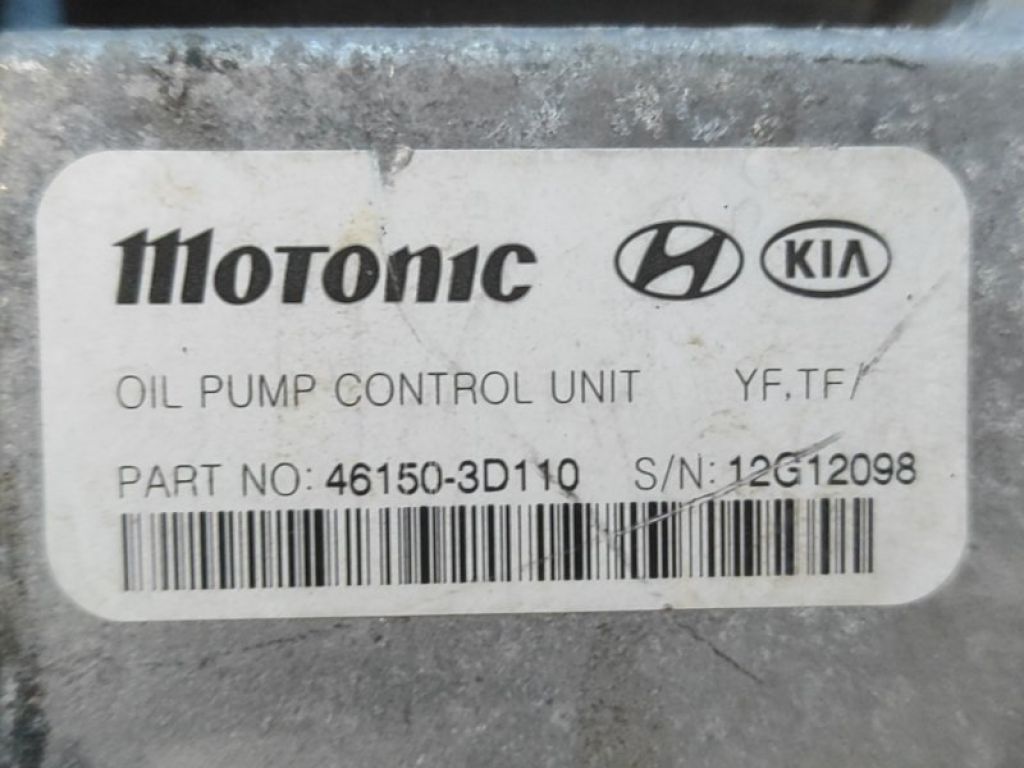 MOTONIC H KIA
OIL PUMP CONTROL UNIT YF,TF/
PART NO: 46150-3D110 S/N: 12G12098